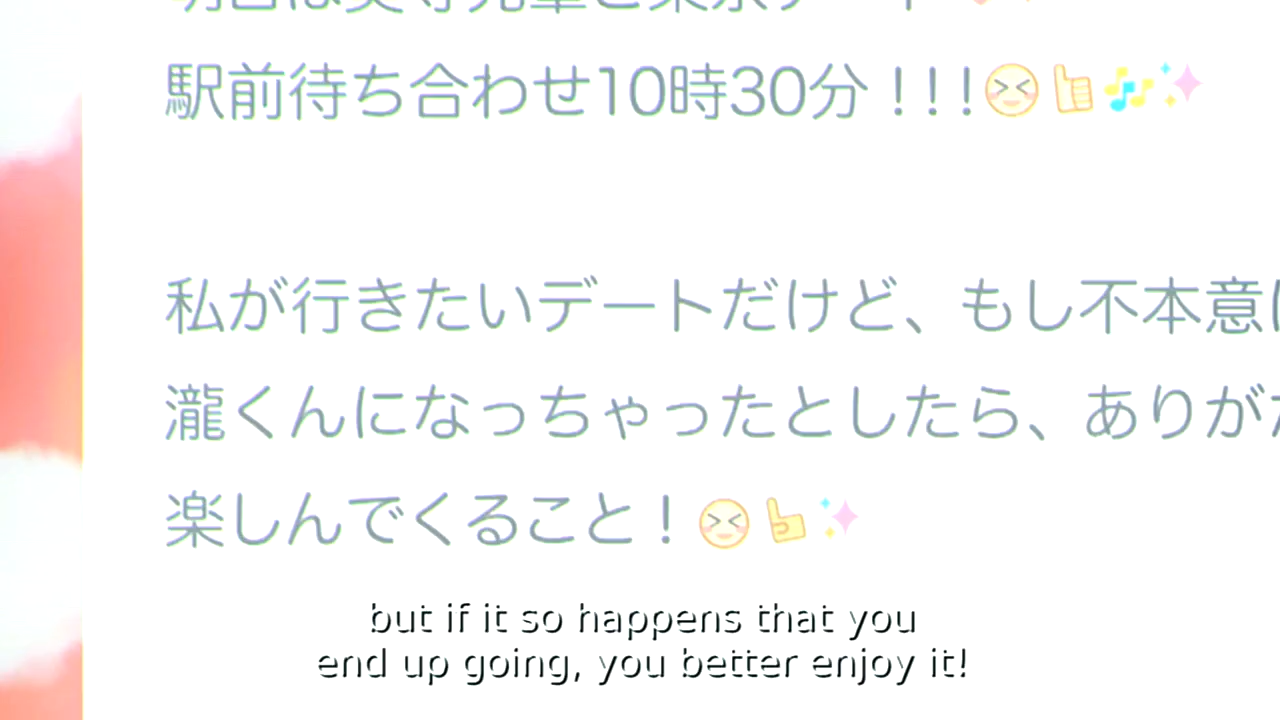 駅前待ち合わせ10時30分！！！
私が行きたいデートだけど、もし不本意に
瀧くんになっちゃったとしたら、ありが
楽しんでくること！
but if it so happens that you
end up going, you better enjoy it!